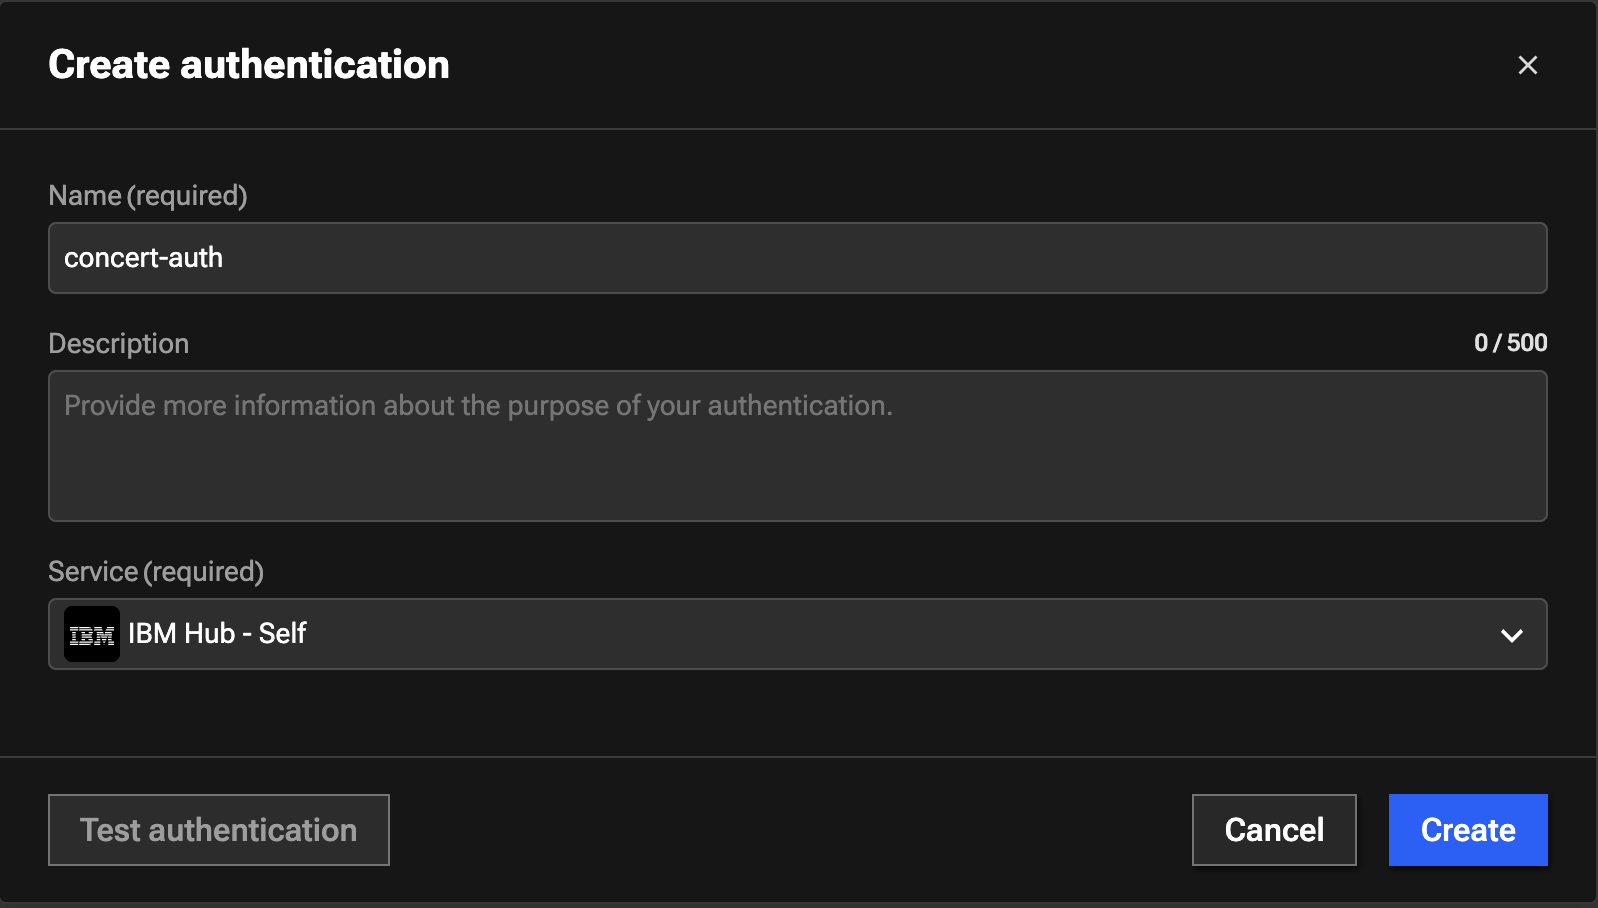 Create authentication
Name (required)
concert-auth
Description
0 / 500
Provide more information about the purpose of your authentication.
Service (required)
IBM IBM Hub - Self
Test authentication
Cancel
Create